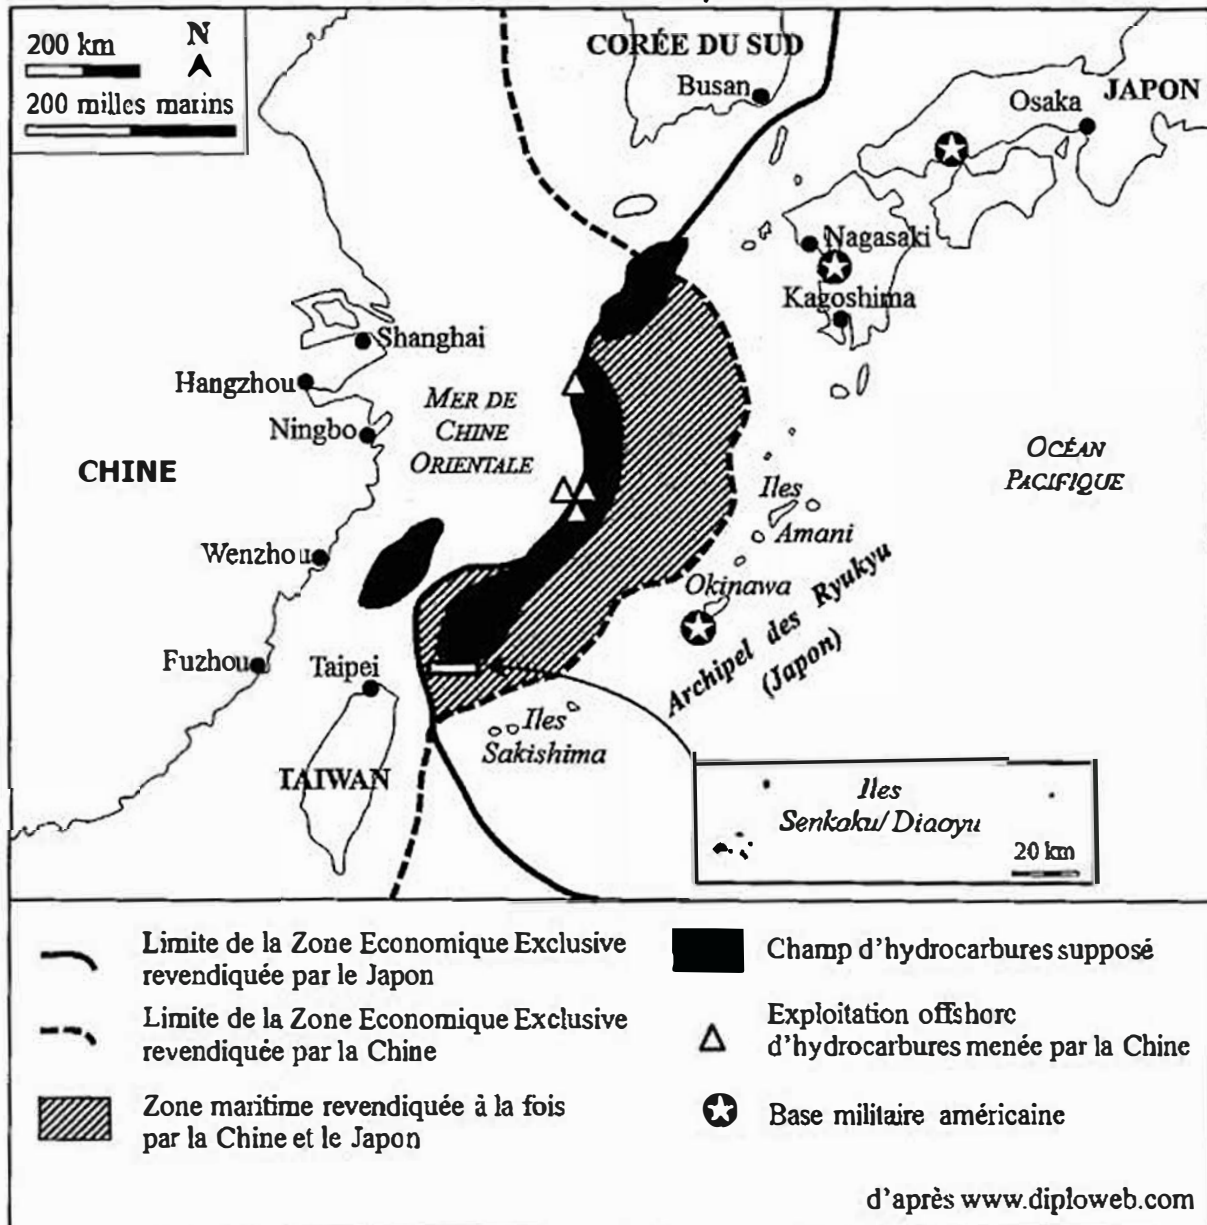 200 km
N
200 milles marins
CORÉE DU SUD
Busan
JAPON
Osaka
Nagasaki
Kagoshima
Shanghai
Hangzhou
Ningbo
MER DE
CHINE
ORIENTALE
CHINE
OCÉAN
PACIFIQUE
Iles
Amani
Wenzhou
Okinawa
Archipel des Ryukyu
(Japon)
Fuzhou
Taipei
Iles
Sakishima
TAIWAN
Iles
Senkaku/Diaoyu
20 km
Limite de la Zone Economique Exclusive
revendiquée par le Japon
Limite de la Zone Economique Exclusive
revendiquée par la Chine
Zone maritime revendiquée à la fois
par la Chine et le Japon
Champ d'hydrocarbures supposé
Exploitation offshore
d'hydrocarbures menée par la Chine
Base militaire américaine
d'après www.diploweb.com